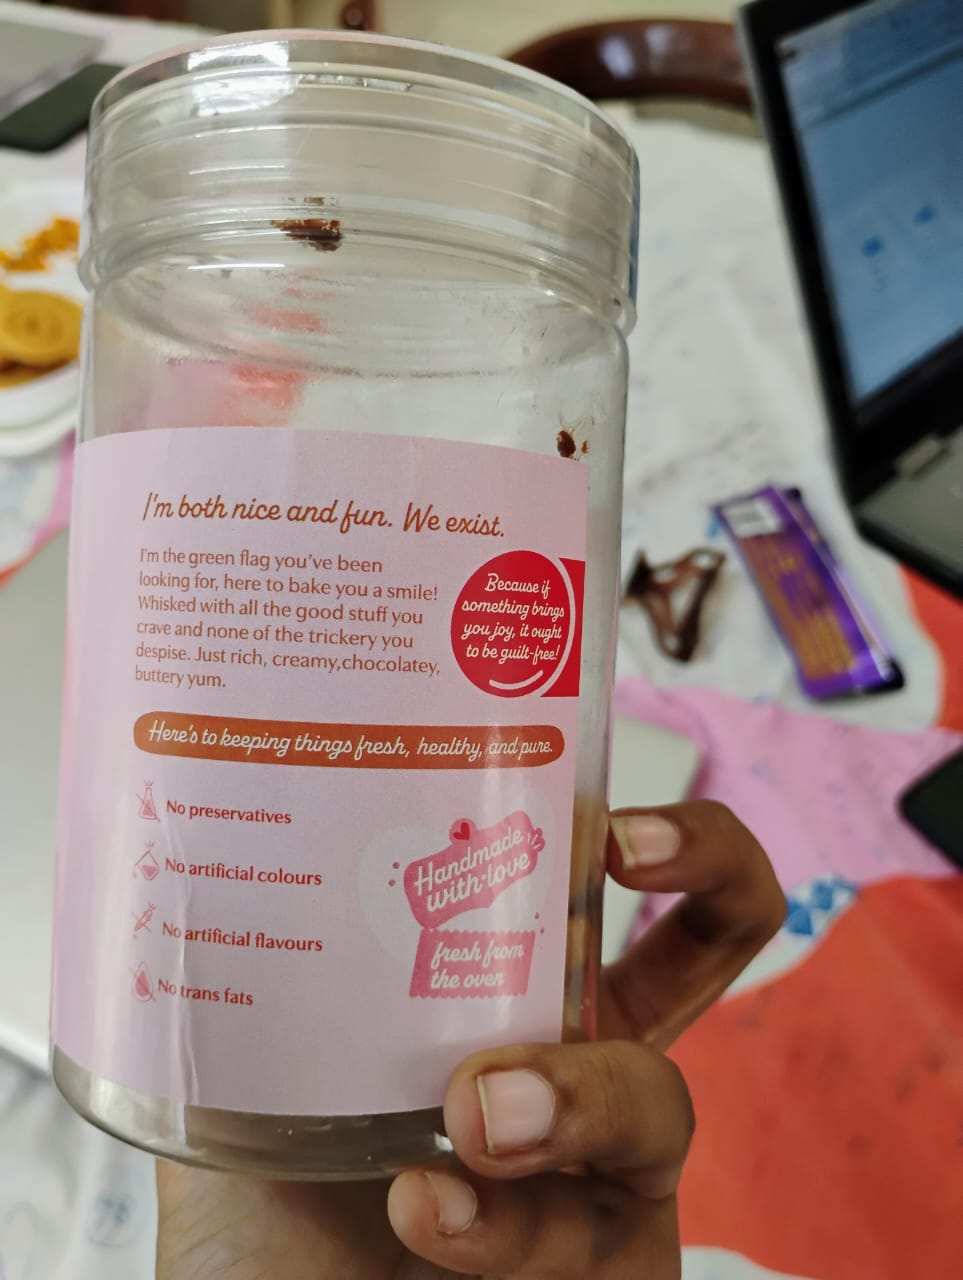 I'm both nice and fun. We exist.
I'm the green flag you've been
looking for, here to bake you a smile!
Whisked with all the good stuff you
crave and none of the trickery you
despise. Just rich, creamy,chocolatey,
buttery yum.
Because if
something brings
you joy, it ought
to be guilt-free!
Here's to keeping things fresh, healthy, and pure.
No preservatives
No artificial colours
No artificial flavours
No trans fats
Handmade
with love
fresh from
the oven